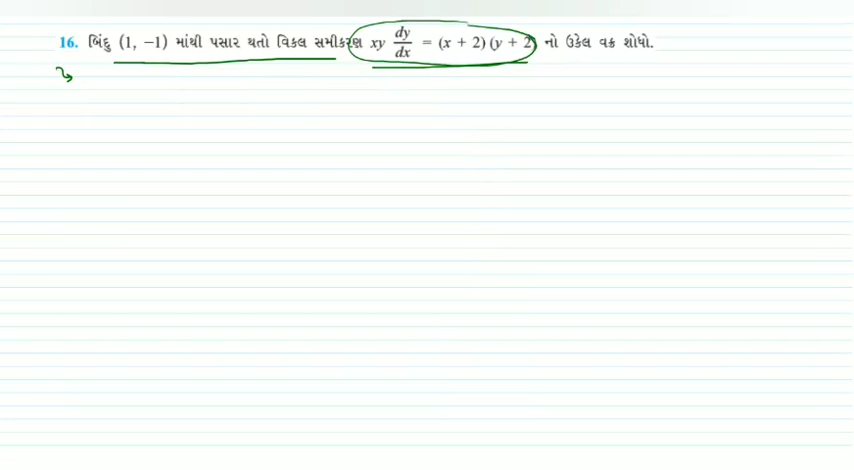 16. બિંદુ (1, −1) માંથી પસાર થતો વિકલ સમીકરણ xy dy/dx = (x + 2) (y + 2) નો ઉકેલ વક્ર શોધો.